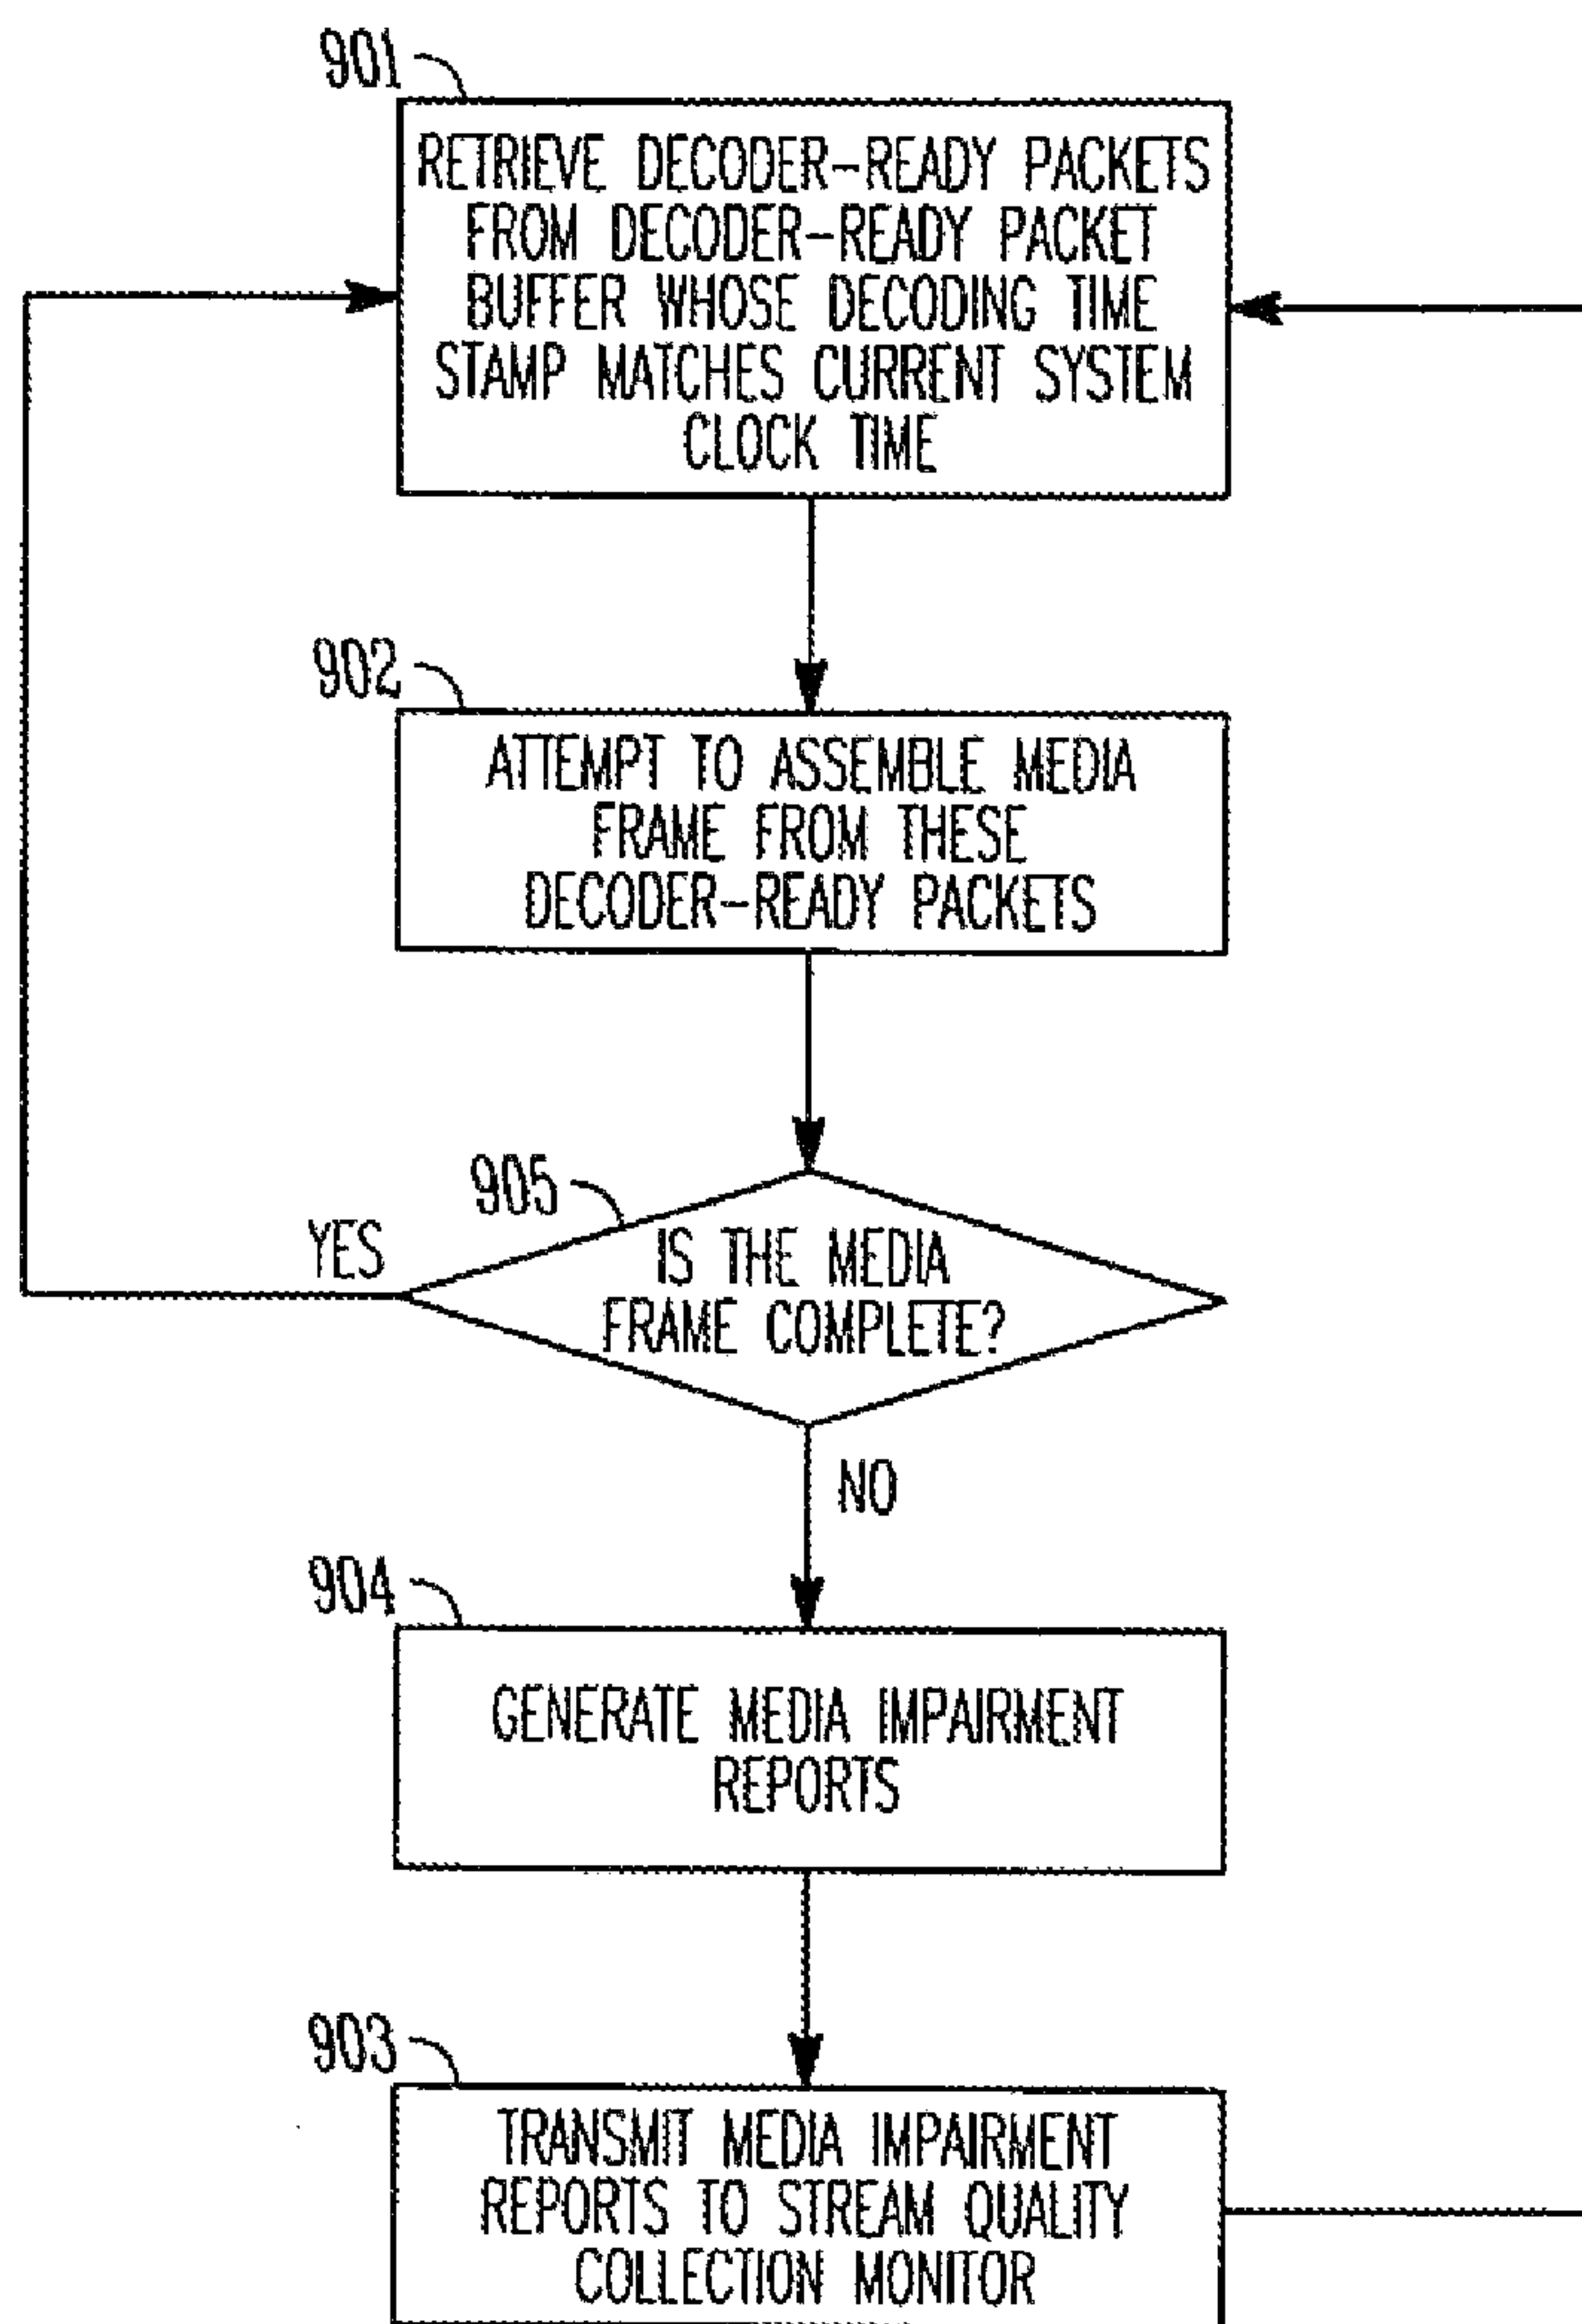 901
RETRIEVE DECODER-READY PACKETS
FROM DECODER-READY PACKET
BUFFER WHOSE DECODING TIME
STAMP MATCHES CURRENT SYSTEM
CLOCK TIME
902
ATTEMPT TO ASSEMBLE MEDIA
FRAME FROM THESE
DECODER-READY PACKETS
905
YES
IS THE MEDIA
FRAME COMPLETE?
NO
904
GENERATE MEDIA IMPAIRMENT
REPORTS
903
TRANSMIT MEDIA IMPAIRMENT
REPORTS TO STREAM QUALITY
COLLECTION MONITOR